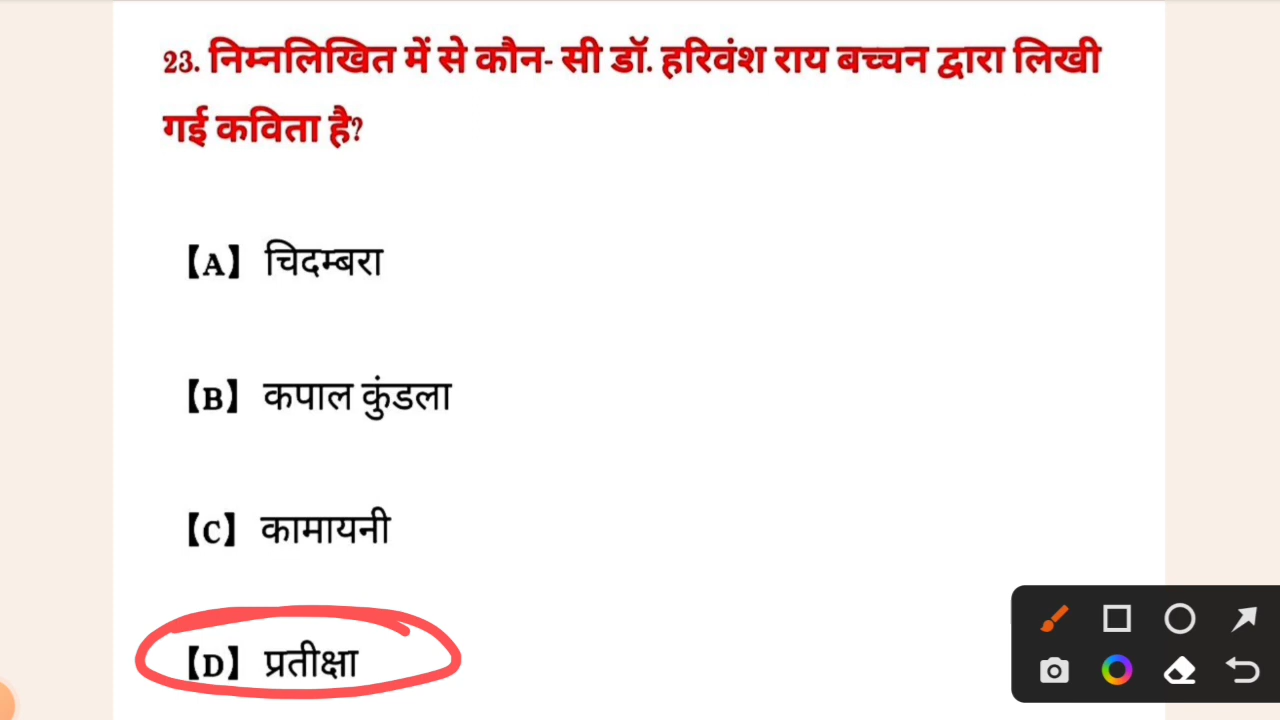 23. निम्नलिखित में से कौन- सी डॉ. हरिवंश राय बच्चन द्वारा लिखी
गई कविता है?
【A】 चिदम्बरा
【B】 कपाल कुंडला
【C】 कामायनी
【D】 प्रतीक्षा